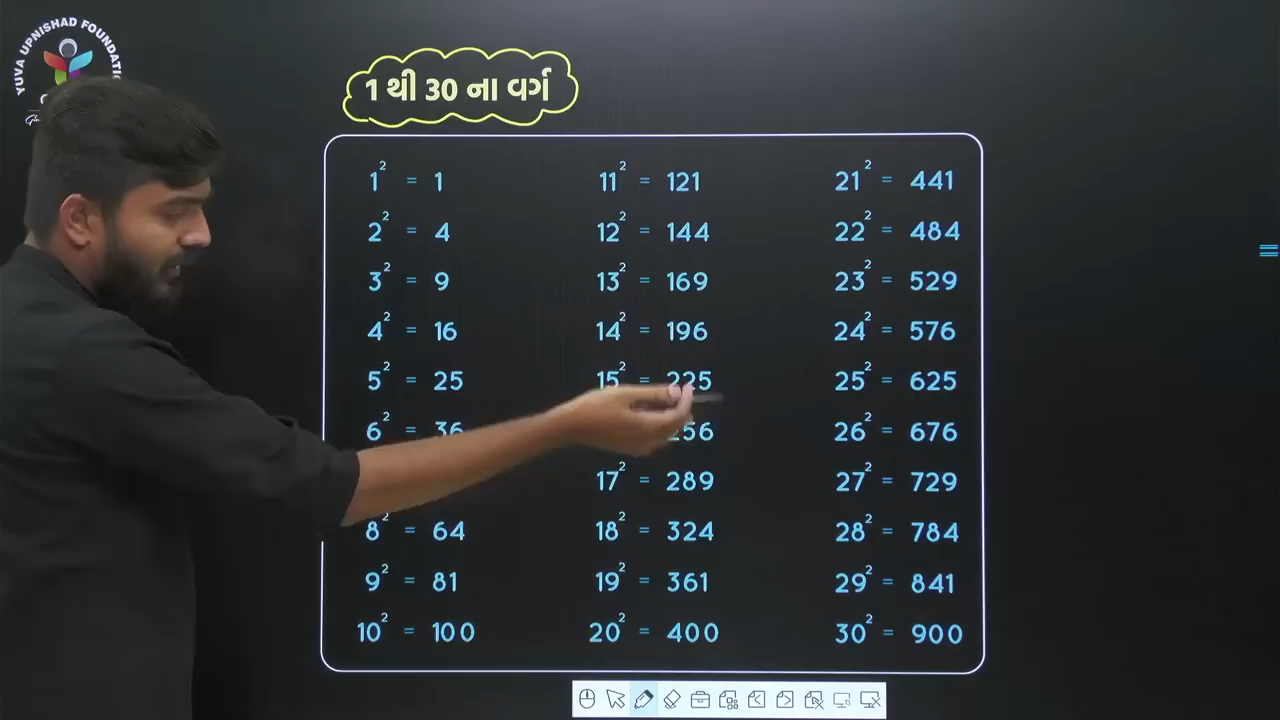 YUVA UPNISHAD FOUNDATIO
1 થી 30 ના વર્ગ
1² = 1
2² = 4
3² = 9
4² = 16
5² = 25
6² = 36
8² = 64
9² = 81
10² = 100
11² = 121
12² = 144
13² = 169
14² = 196
15² = 225
256
17² = 289
18² = 324
19² = 361
20² = 400
21² = 441
22² = 484
23² = 529
24² = 576
25² = 625
26² = 676
27² = 729
28² = 784
29² = 841
30² = 900